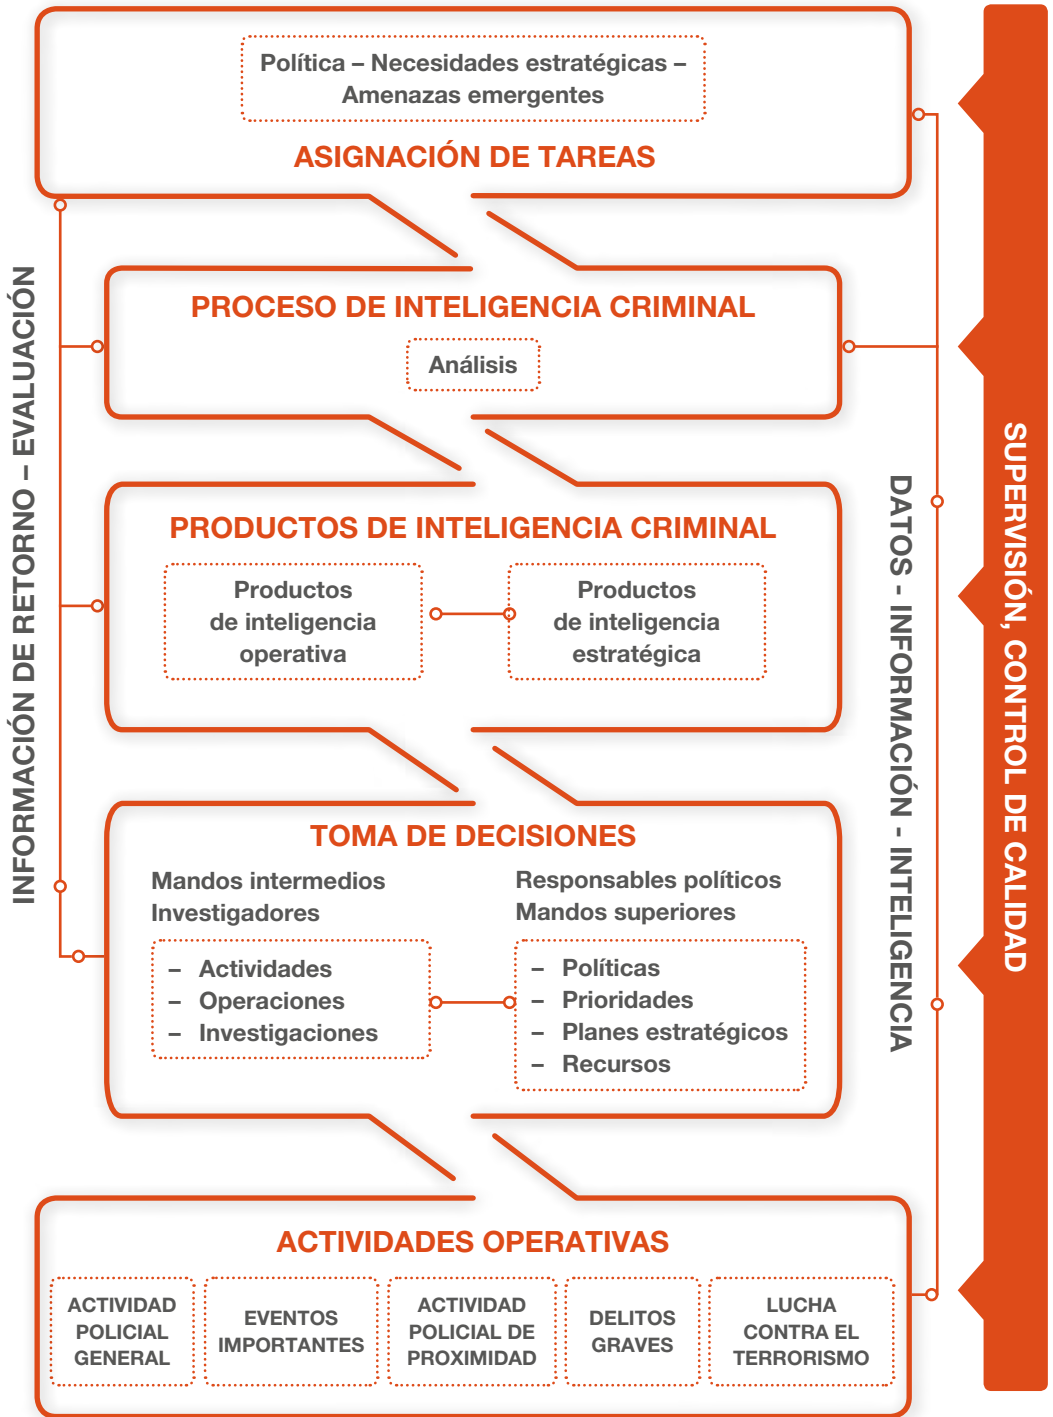 Política – Necesidades estratégicas –
Amenazas emergentes
ASIGNACIÓN DE TAREAS
PROCESO DE INTELIGENCIA CRIMINAL
Análisis
PRODUCTOS DE INTELIGENCIA CRIMINAL
Productos
de inteligencia
operativa
Productos
de inteligencia
estratégica
TOMA DE DECISIONES
Mandos intermedios
Investigadores
– Actividades
– Operaciones
– Investigaciones
Responsables políticos
Mandos superiores
– Políticas
– Prioridades
– Planes estratégicos
– Recursos
ACTIVIDADES OPERATIVAS
ACTIVIDAD
POLICIAL
GENERAL
EVENTOS
IMPORTANTES
ACTIVIDAD
POLICIAL DE
PROXIMIDAD
DELITOS
GRAVES
LUCHA
CONTRA EL
TERRORISMO
INFORMACIÓN DE RETORNO – EVALUACIÓN
DATOS - INFORMACIÓN - INTELIGENCIA
SUPERVISIÓN, CONTROL DE CALIDAD